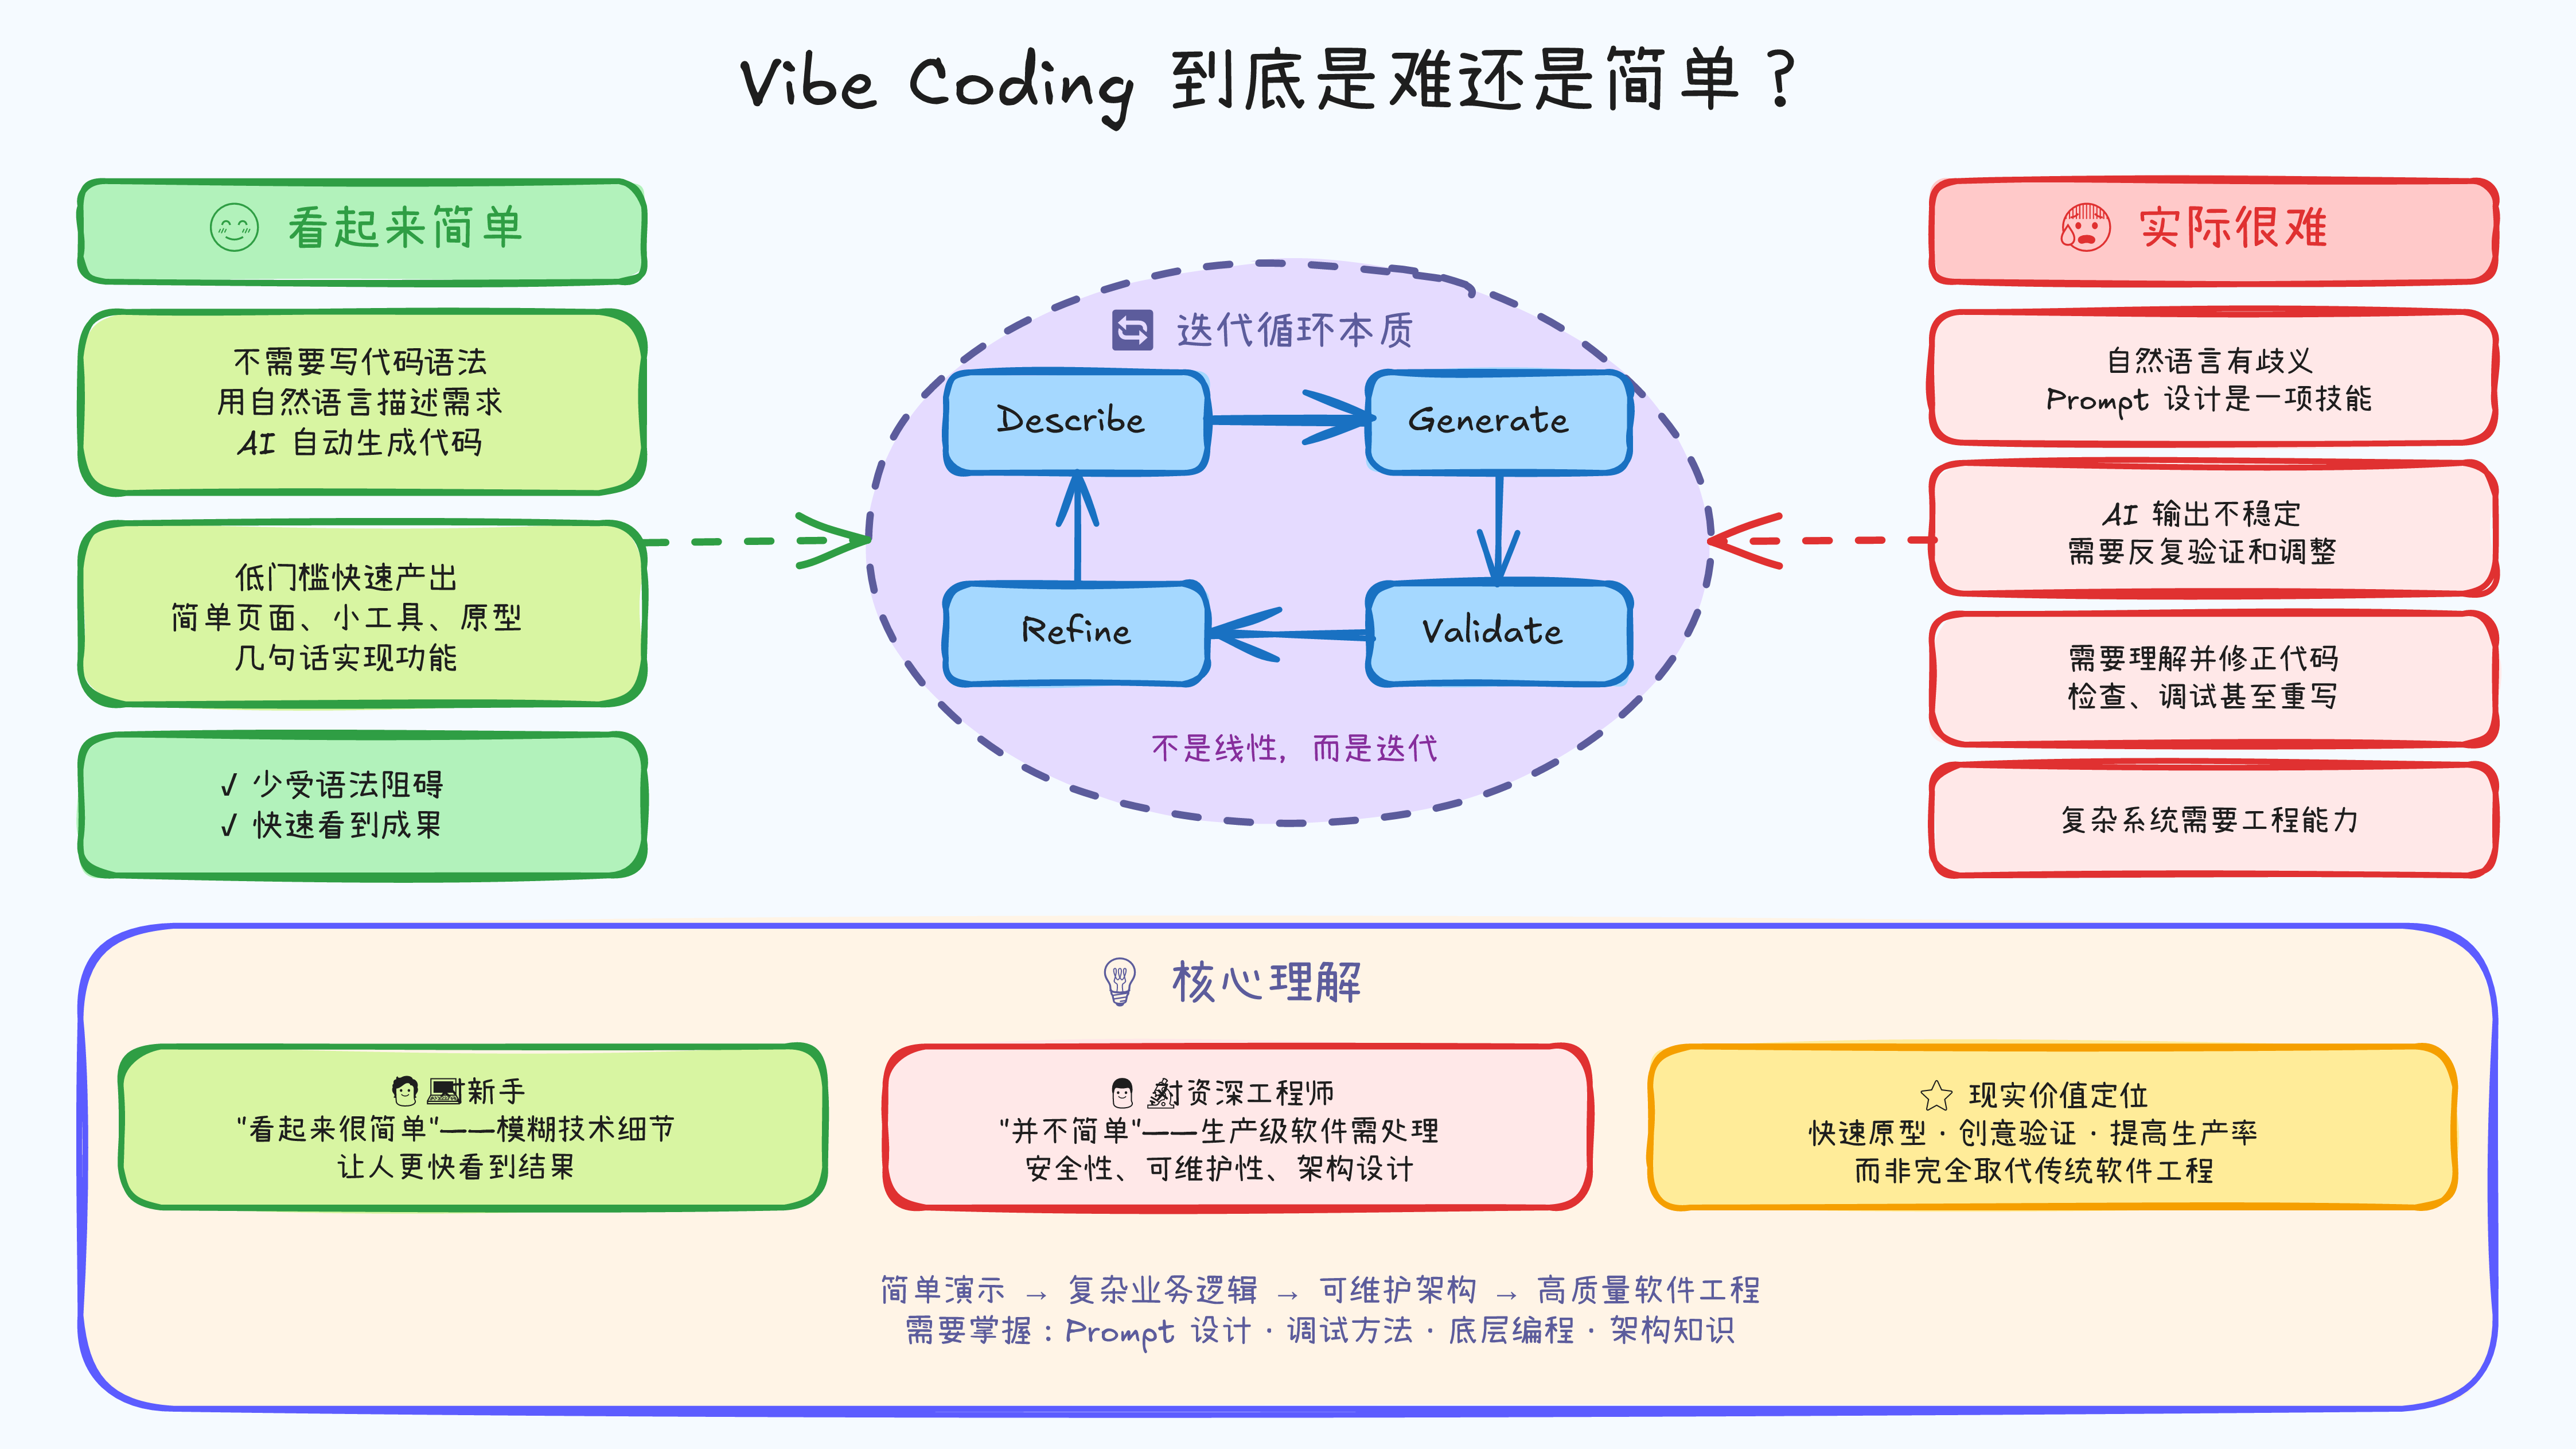 Vibe Coding 到底是难还是简单？
😊 看起来简单
不需要写代码语法
用自然语言描述需求
AI 自动生成代码
低门槛快速产出
简单页面、小工具、原型
几句话实现功能
✓ 少受语法阻碍
✓ 快速看到成果
🔁 迭代循环本质
Describe
Generate
Refine
Validate
不是线性，而是迭代
😰 实际很难
自然语言有歧义
Prompt 设计是一项技能
AI 输出不稳定
需要反复验证和调整
需要理解并修正代码
检查、调试甚至重写
复杂系统需要工程能力
💡 核心理解
对新手
"看起来很简单"——模糊技术细节
让人更快看到结果
对资深工程师
"并不简单"——生产级软件需处理
安全性、可维护性、架构设计
⭐ 现实价值定位
快速原型 · 创意验证 · 提高生产率
而非完全取代传统软件工程
简单演示 → 复杂业务逻辑 → 可维护架构 → 高质量软件工程
需要掌握：Prompt 设计 · 调试方法 · 底层编程 · 架构知识